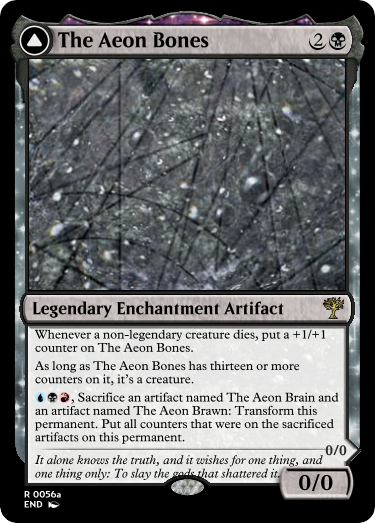 The Aeon Bones 2
Legendary Enchantment Artifact
Whenever a non-legendary creature dies, put a +1/+1
counter on The Aeon Bones.
As long as The Aeon Bones has thirteen or more
counters on it, it's a creature.
, Sacrifice an artifact named The Aeon Brain and
an artifact named The Aeon Brawn: Transform this
permanent. Put all counters that were on the sacrificed
artifacts on this permanent.
It alone knows the truth, and it wishes for one thing, and
one thing only: To slay the gods that shattered it.
0/0
0/0
R 0056a
END